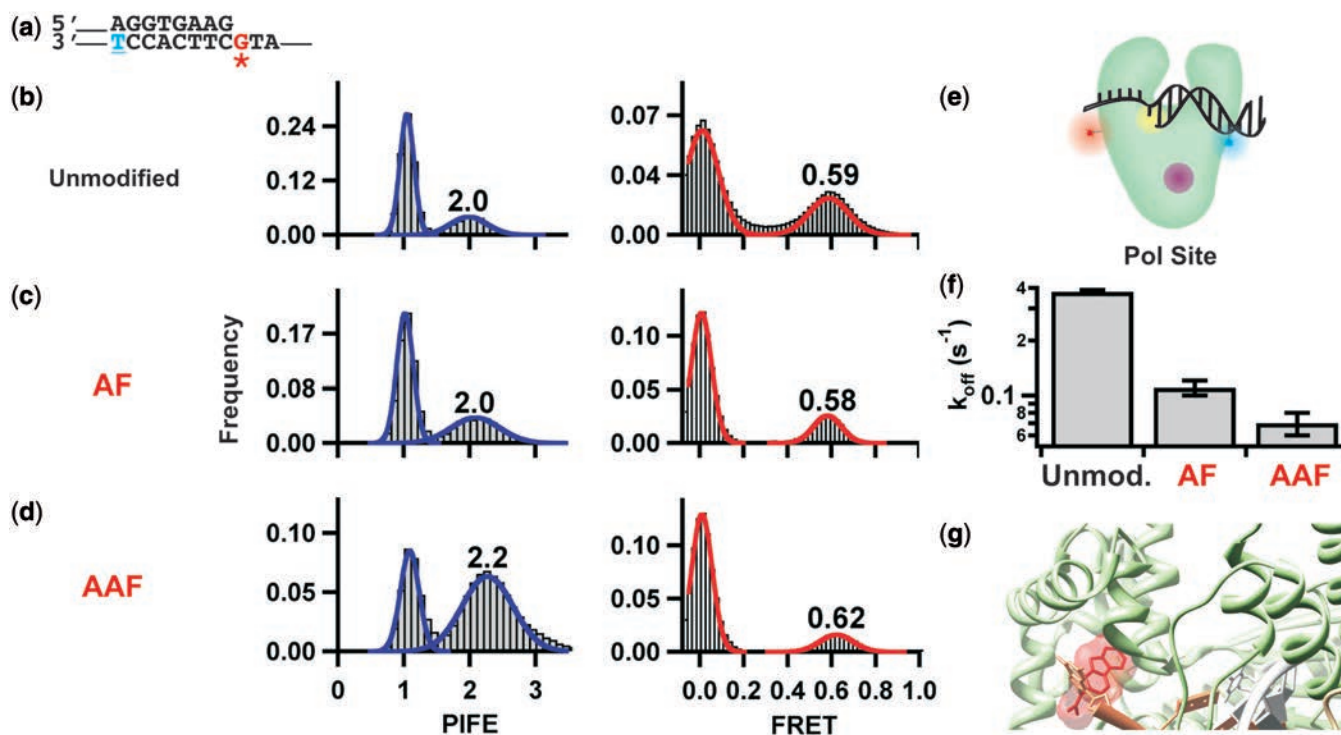 (a)
5′ AGGTGAAG
3′ TCCACTTCGTA
*
(b)
Unmodified
0.24
0.12
0.00
2.0
0.07
0.04
0.00
0.59
(c)
AF
Frequency
0.17
0.08
0.00
2.0
0.10
0.05
0.00
0.58
(d)
AAF
0.10
0.05
0.00
2.2
0.10
0.05
0.00
0.62
0 1 2 3
PIFE
0.0 0.2 0.4 0.6 0.8 1.0
FRET
(e)
Pol Site
(f)
koff (s⁻¹)
4
2
0.1
8
6
Unmod. AF AAF
(g)